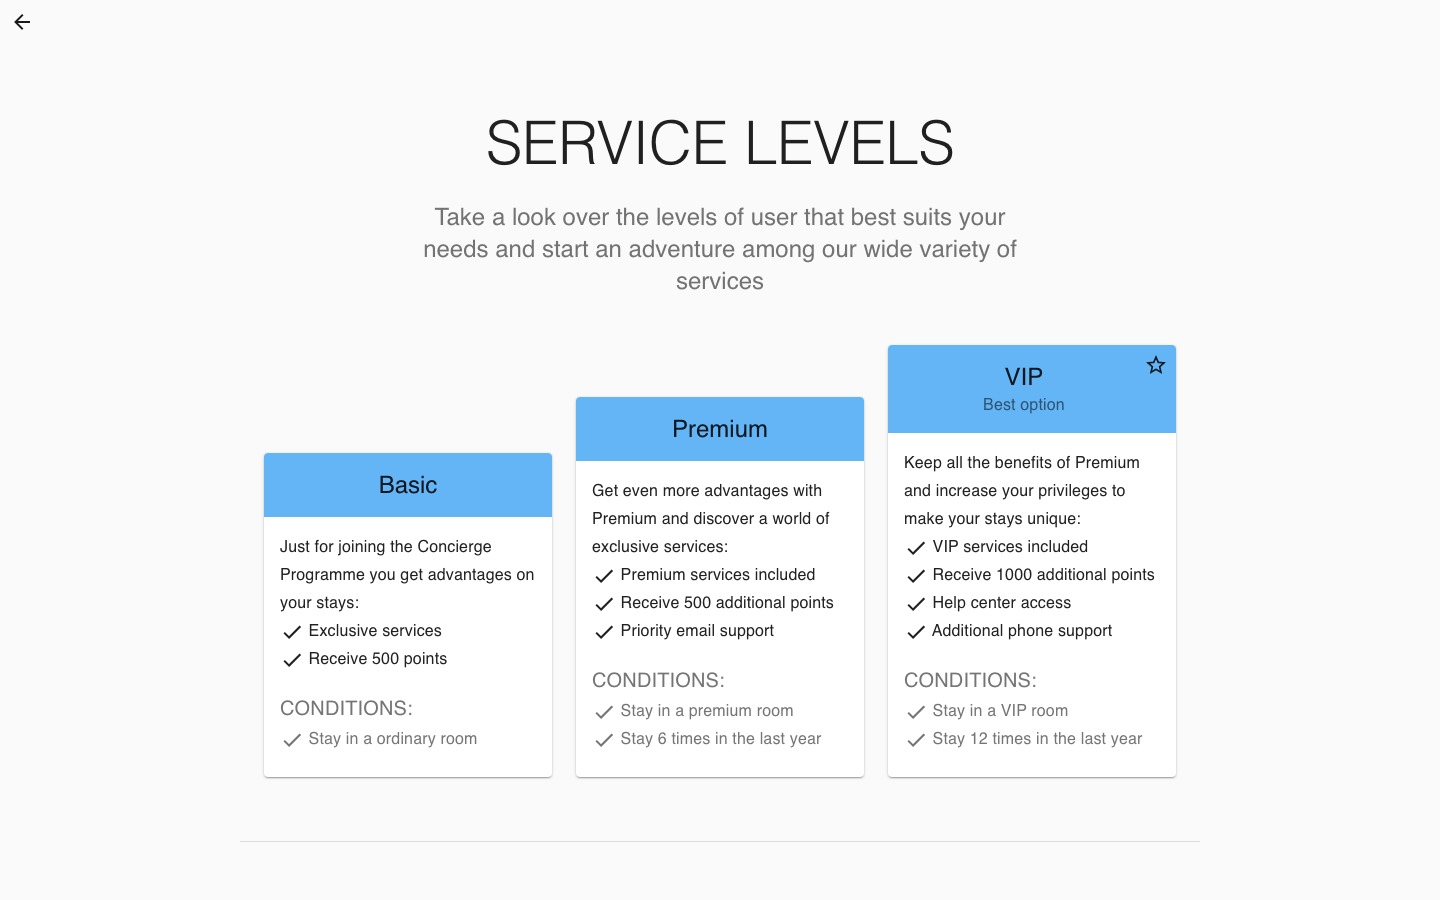 SERVICE LEVELS
Take a look over the levels of user that best suits your
needs and start an adventure among our wide variety of
services
Basic
Just for joining the Concierge
Programme you get advantages on
your stays:
Exclusive services
Receive 500 points
CONDITIONS:
Stay in a ordinary room
Premium
Get even more advantages with
Premium and discover a world of
exclusive services:
Premium services included
Receive 500 additional points
Priority email support
CONDITIONS:
Stay in a premium room
Stay 6 times in the last year
VIP
Best option
Keep all the benefits of Premium
and increase your privileges to
make your stays unique:
VIP services included
Receive 1000 additional points
Help center access
Additional phone support
CONDITIONS:
Stay in a VIP room
Stay 12 times in the last year